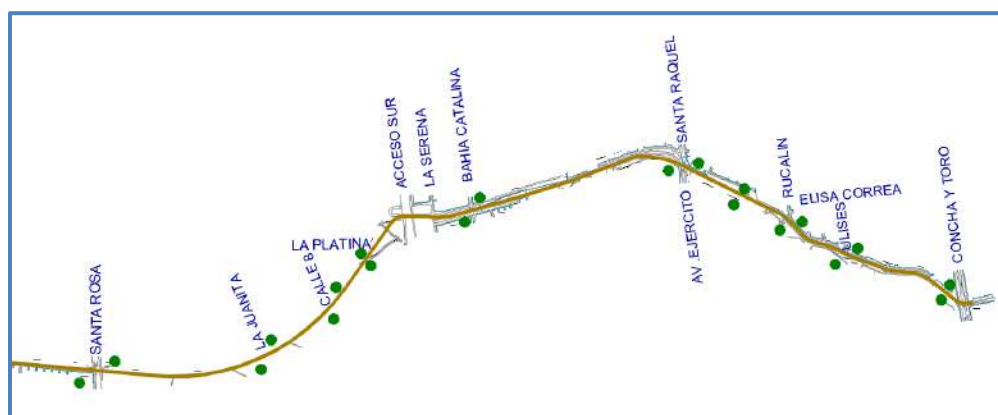 SANTA ROSA
LA JUANITA
CALLE B
LA PLATINA
ACCESO SUR
LA SERENA
BAHIA CATALINA
SANTA RAQUEL
AV .EJERCITO
RUCALIN
ELISA CORREA
ULISES
CONCHA Y TORO